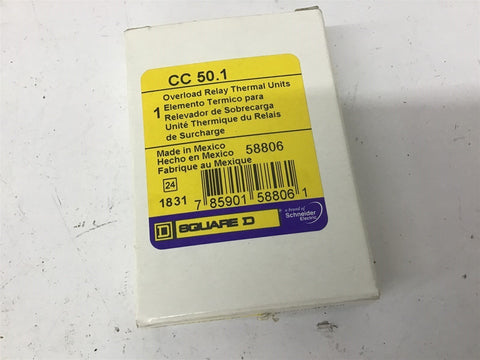 CC 50.1
1
Overload Relay Thermal Units
Elemento Termico para
Relevador de Sobrecarga
Unité Thermique du Relais
de Surcharge
Made in Mexico
Hecho en Mexico 58806
Fabrique au Mexique
24
1831
7 85901 58806 1
D SQUARE D
a brand of
Schneider
Electric